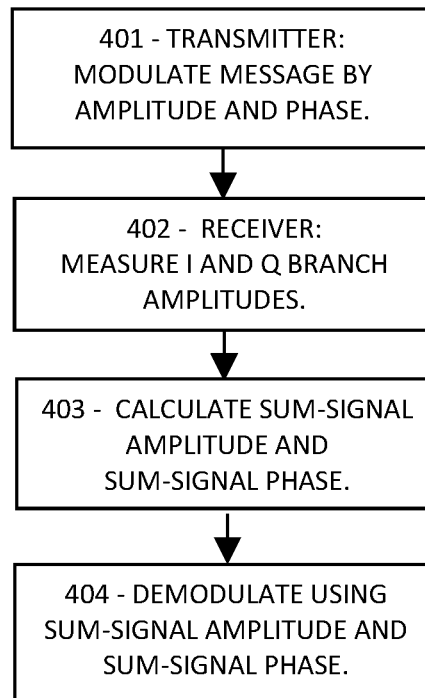 401 - TRANSMITTER:
MODULATE MESSAGE BY
AMPLITUDE AND PHASE.
402 - RECEIVER:
MEASURE I AND Q BRANCH
AMPLITUDES.
403 - CALCULATE SUM-SIGNAL
AMPLITUDE AND
SUM-SIGNAL PHASE.
404 - DEMODULATE USING
SUM-SIGNAL AMPLITUDE AND
SUM-SIGNAL PHASE.